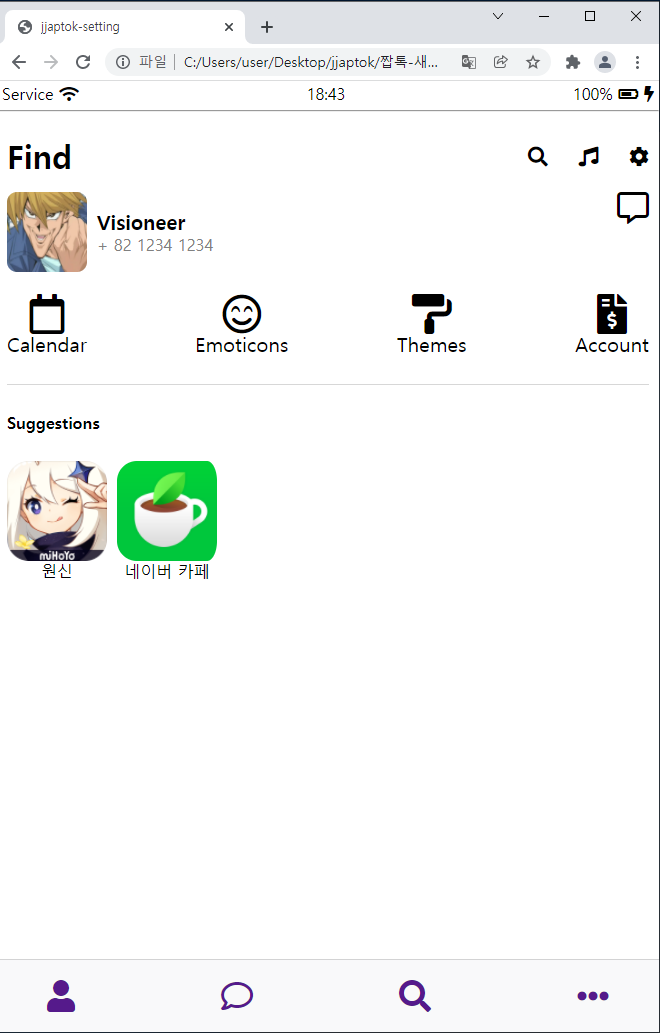 jjaptok-setting
파일 C:/Users/user/Desktop/jjaptok/짭톡-새...
Service 18:43 100%
Find
Visioneer
+ 82 1234 1234
Calendar Emoticons Themes Account
Suggestions
miHoYo
원신 네이버 카페